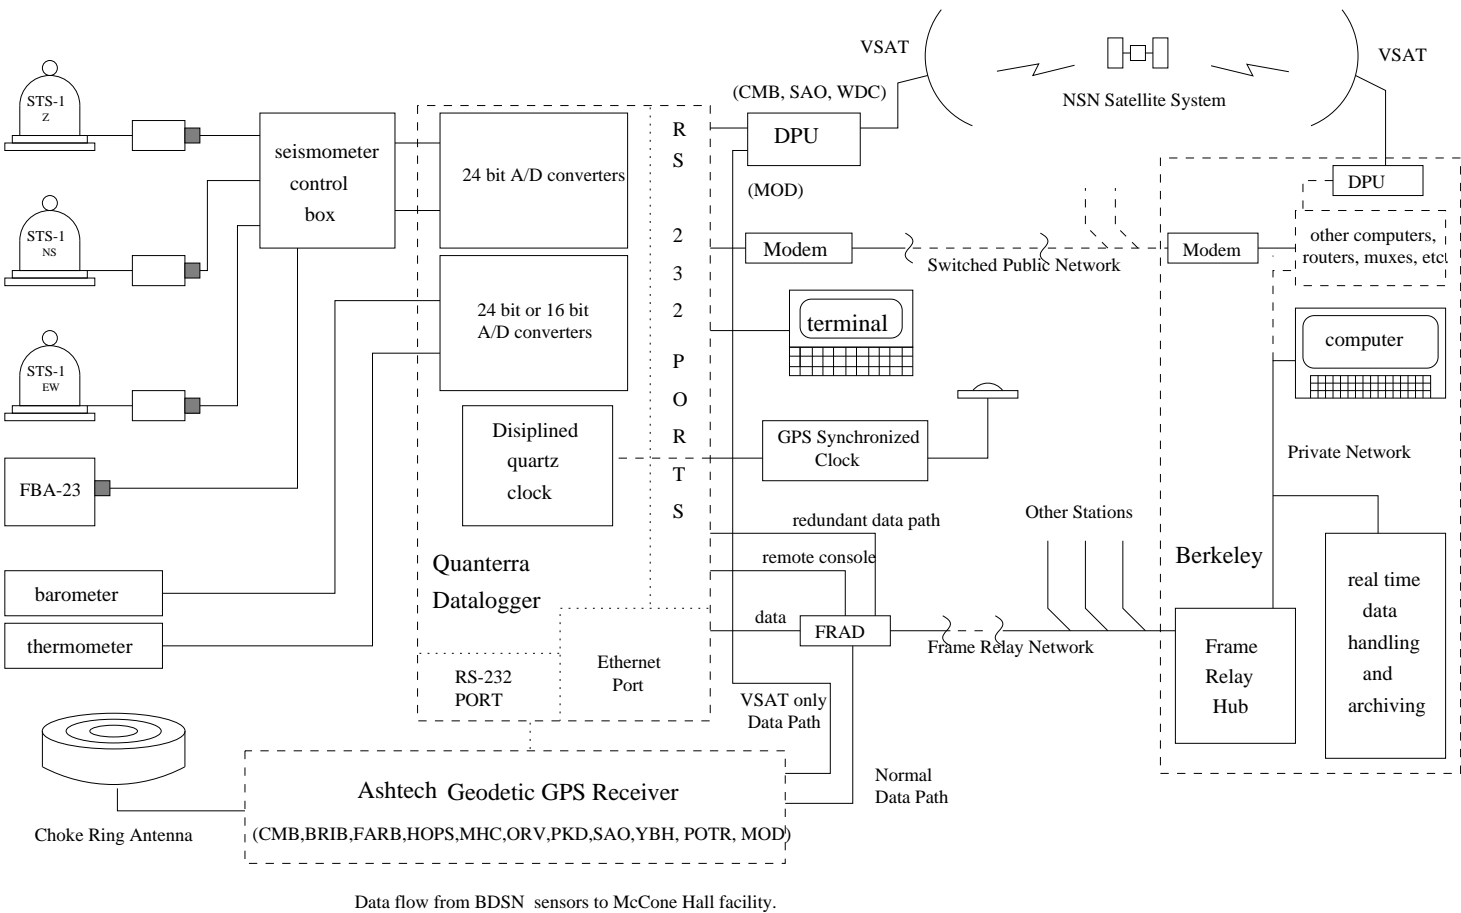 VSAT
VSAT
NSN Satellite System
(CMB, SAO, WDC)
DPU
(MOD)
STS-1
Z
STS-1
NS
STS-1
EW
seismometer
control
box
24 bit A/D converters
24 bit or 16 bit
A/D converters
Disiplined
quartz
clock
RS 232 PORTS
Modem
Switched Public Network
Modem
DPU
other computers,
routers, muxes, etc.
terminal
computer
GPS Synchronized
Clock
Private Network
FBA-23
barometer
thermometer
Quanterra
Datalogger
redundant data path
remote console
data
FRAD
Other Stations
Frame Relay Network
Berkeley
Frame
Relay
Hub
real time
data
handling
and
archiving
RS-232
PORT
Ethernet
Port
VSAT only
Data Path
Normal
Data Path
Choke Ring Antenna
Ashtech Geodetic GPS Receiver
(CMB,BRIB,FARB,HOPS,MHC,ORV,PKD,SAO,YBH, POTR, MOD)
Data flow from BDSN sensors to McCone Hall facility.